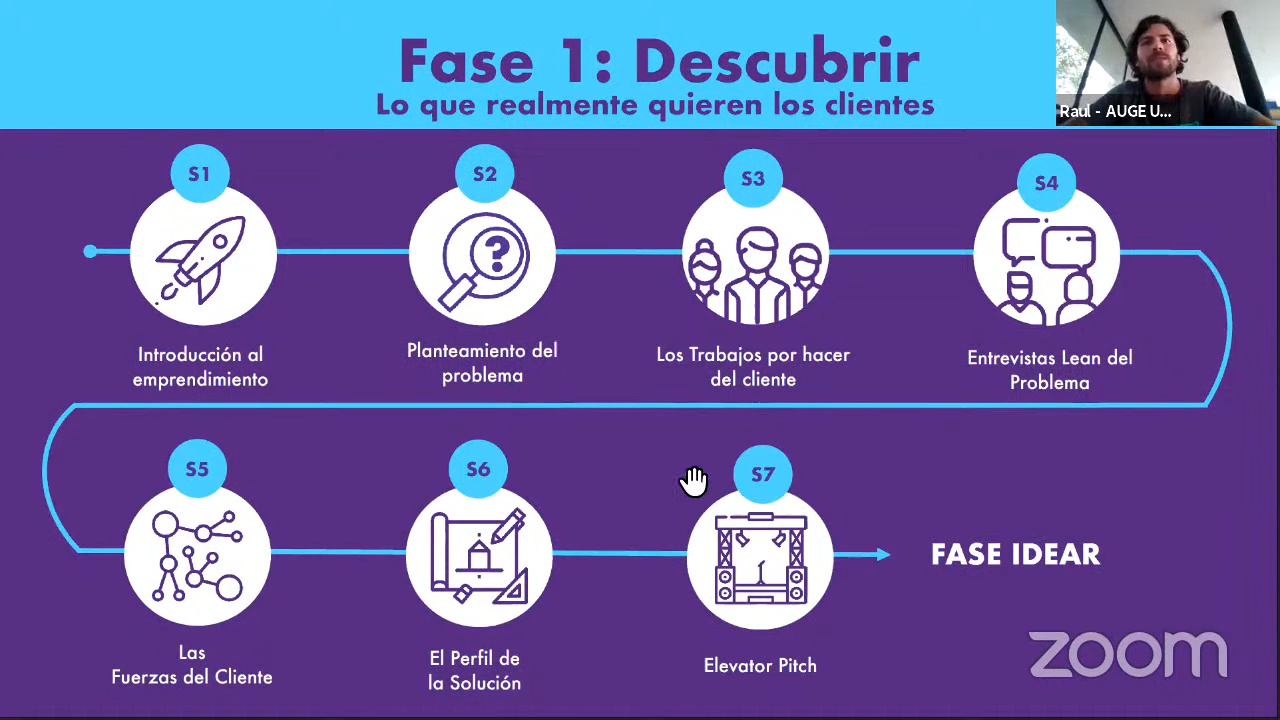 Fase 1: Descubrir
Lo que realmente quieren los clientes
Raul - AUGE U...
S1
S2
S3
S4
?
Introducción al
emprendimiento
Planteamiento del
problema
Los Trabajos por hacer
del cliente
Entrevistas Lean del
Problema
S5
S6
S7
FASE IDEAR
Las
Fuerzas del Cliente
El Perfil de
la Solución
Elevator Pitch
zoom